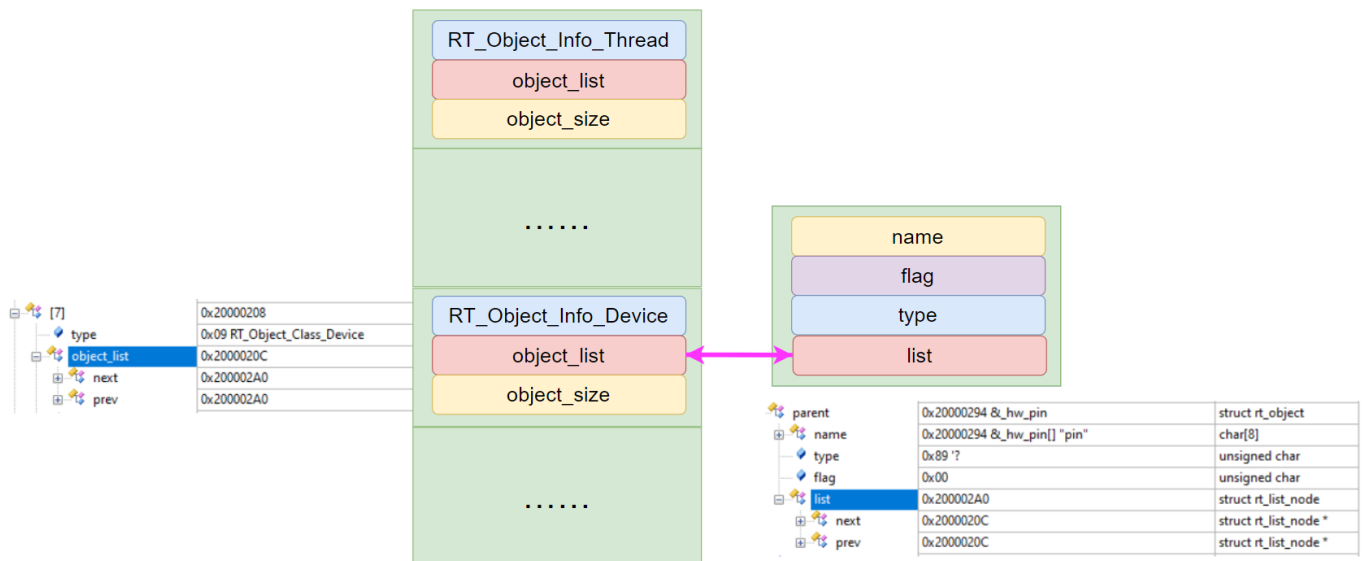 RT_Object_Info_Thread
object_list
object_size
......
[7] 0x20000208
type 0x09 RT_Object_Class_Device
object_list 0x2000020C
next 0x200002A0
prev 0x200002A0
RT_Object_Info_Device
object_list
object_size
......
name
flag
type
list
parent 0x20000294 &_hw_pin struct rt_object
name 0x20000294 &_hw_pin[] "pin" char[8]
type 0x89 '? unsigned char
flag 0x00 unsigned char
list 0x200002A0 struct rt_list_node
next 0x2000020C struct rt_list_node *
prev 0x2000020C struct rt_list_node *